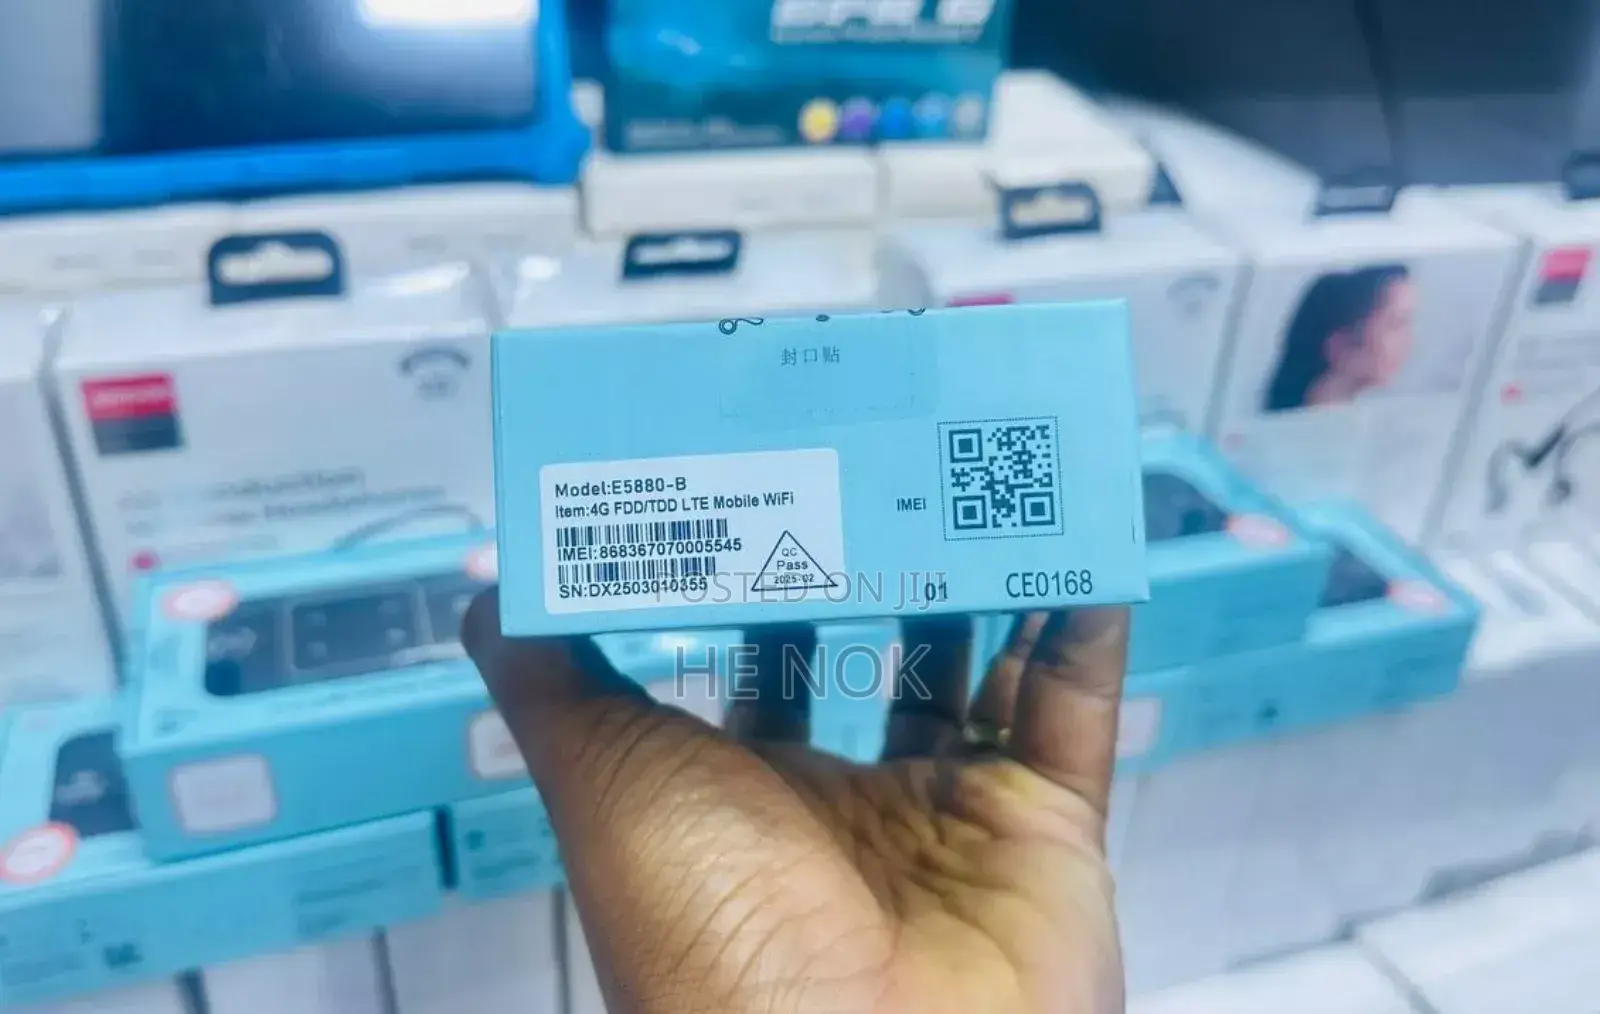 封口贴
Model:E5880-B
Item:4G FDD/TDD LTE Mobile WiFi
IMEI:868367070005545
SN:DX2503010355
QC
Pass
2025-02
IMEI
01
CE0168
POSTED ON JIJI
HE NOK